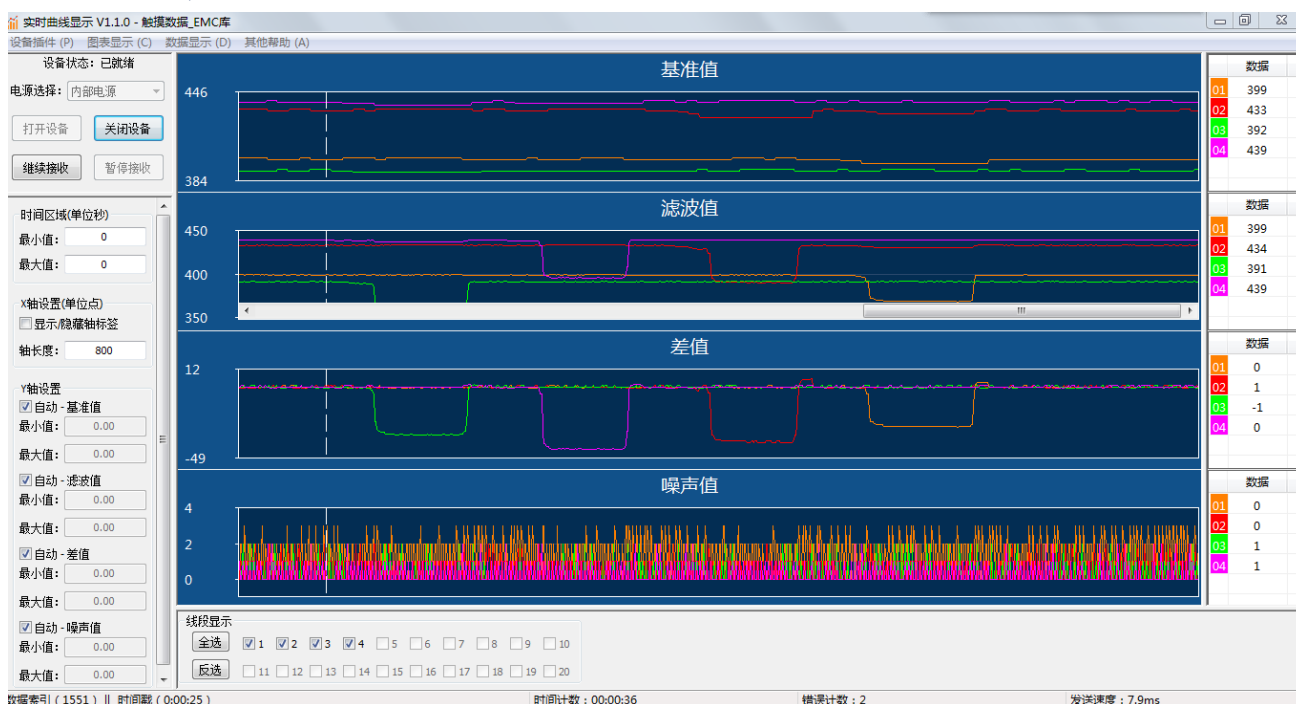 实时曲线显示 V1.1.0 - 触摸数据_EMC库
设备插件 (P) 图表显示 (C) 数据显示 (D) 其他帮助 (A)
设备状态：已就绪
电源选择： 内部电源
打开设备 关闭设备
继续接收 暂停接收
时间区域(单位秒)
最小值： 0
最大值： 0
X轴设置(单位点)
显示/隐藏轴标签
轴长度： 800
Y轴设置
自动 - 基准值
最小值： 0.00
最大值： 0.00
自动 - 滤波值
最小值： 0.00
最大值： 0.00
自动 - 差值
最小值： 0.00
最大值： 0.00
自动 - 噪声值
最小值： 0.00
最大值： 0.00
基准值
446
384
滤波值
450
400
350
差值
12
-49
噪声值
4
2
0
数据
01 399
02 433
03 392
04 439
数据
01 399
02 434
03 391
04 439
数据
01 0
02 1
03 -1
04 0
数据
01 0
02 0
03 1
04 1
线段显示
全选 1 2 3 4 5 6 7 8 9 10
反选 11 12 13 14 15 16 17 18 19 20
数据索引 ( 1551 ) || 时间戳 ( 0:00:25 ) 时间计数：00:00:36 错误计数：2 发送速度：7.9ms